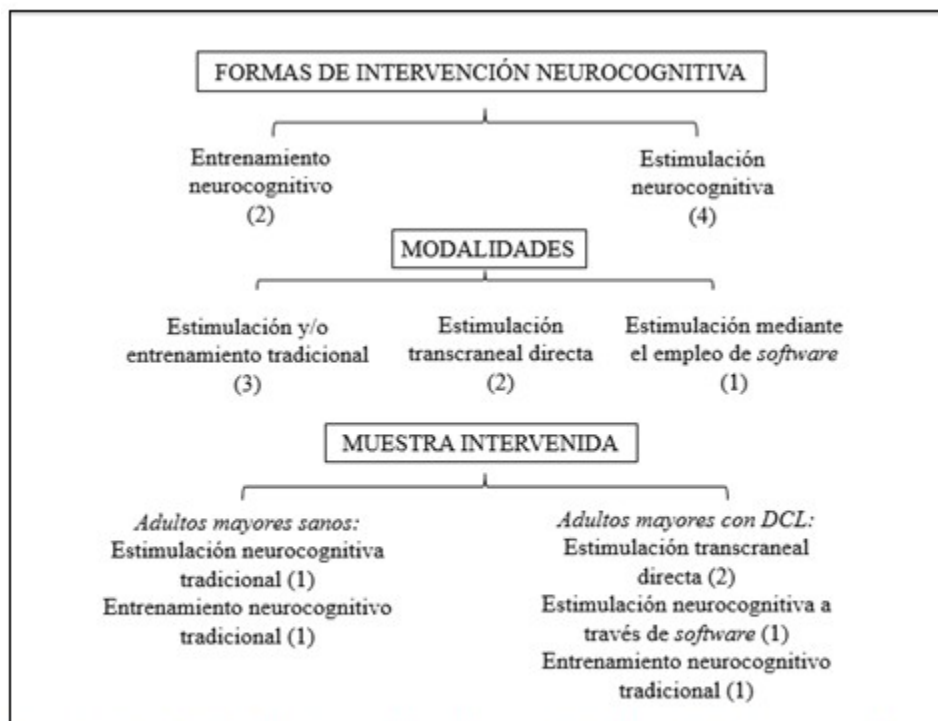 FORMAS DE INTERVENCIÓN NEUROCOGNITIVA
Entrenamiento
neurocognitivo
(2)
Estimulación
neurocognitiva
(4)
MODALIDADES
Estimulación y/o
entrenamiento tradicional
(3)
Estimulación
transcraneal directa
(2)
Estimulación mediante
el empleo de software
(1)
MUESTRA INTERVENIDA
Adultos mayores sanos:
Estimulación neurocognitiva
tradicional (1)
Entrenamiento neurocognitivo
tradicional (1)
Adultos mayores con DCL:
Estimulación transcraneal
directa (2)
Estimulación neurocognitiva a
través de software (1)
Entrenamiento neurocognitivo
tradicional (1)